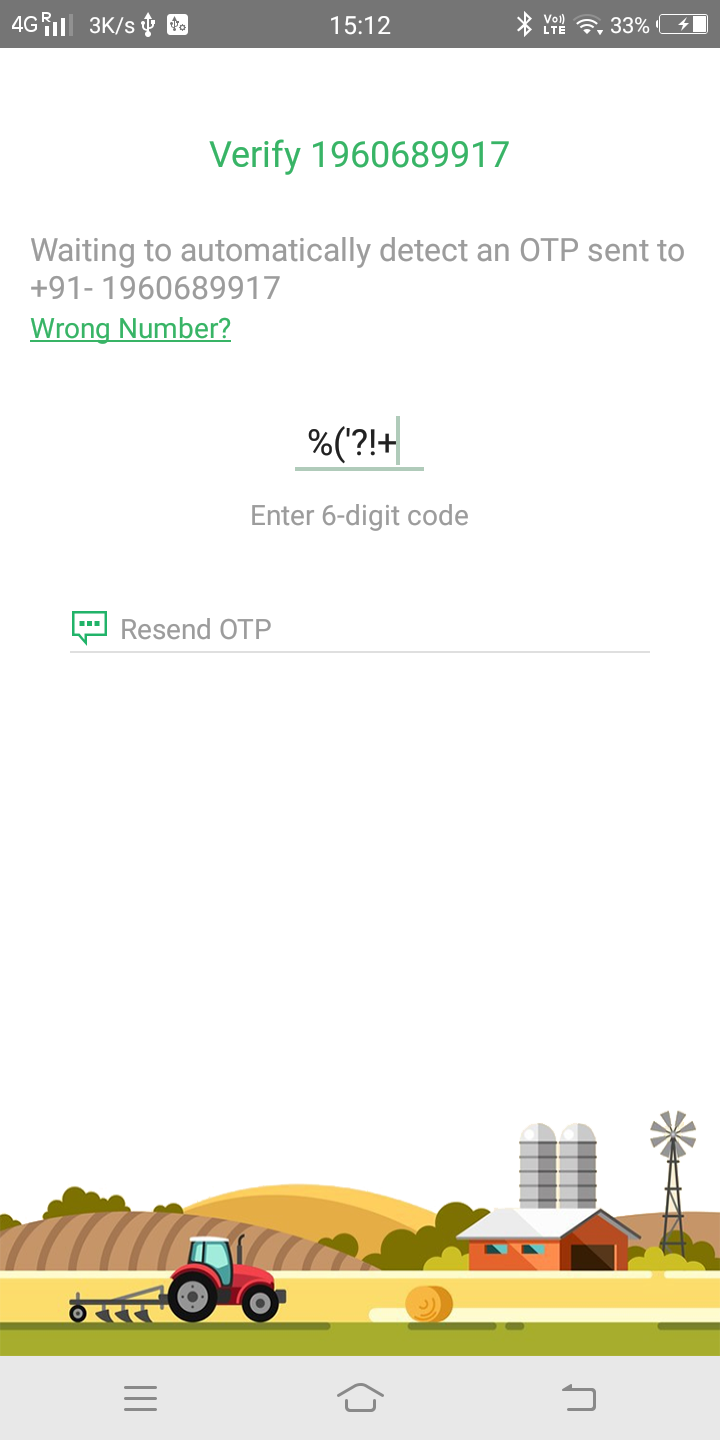 4G R 3K/s 15:12 Vo)) LTE 33%
Verify 1960689917
Waiting to automatically detect an OTP sent to
+91- 1960689917
Wrong Number?
%('?!+
Enter 6-digit code
Resend OTP